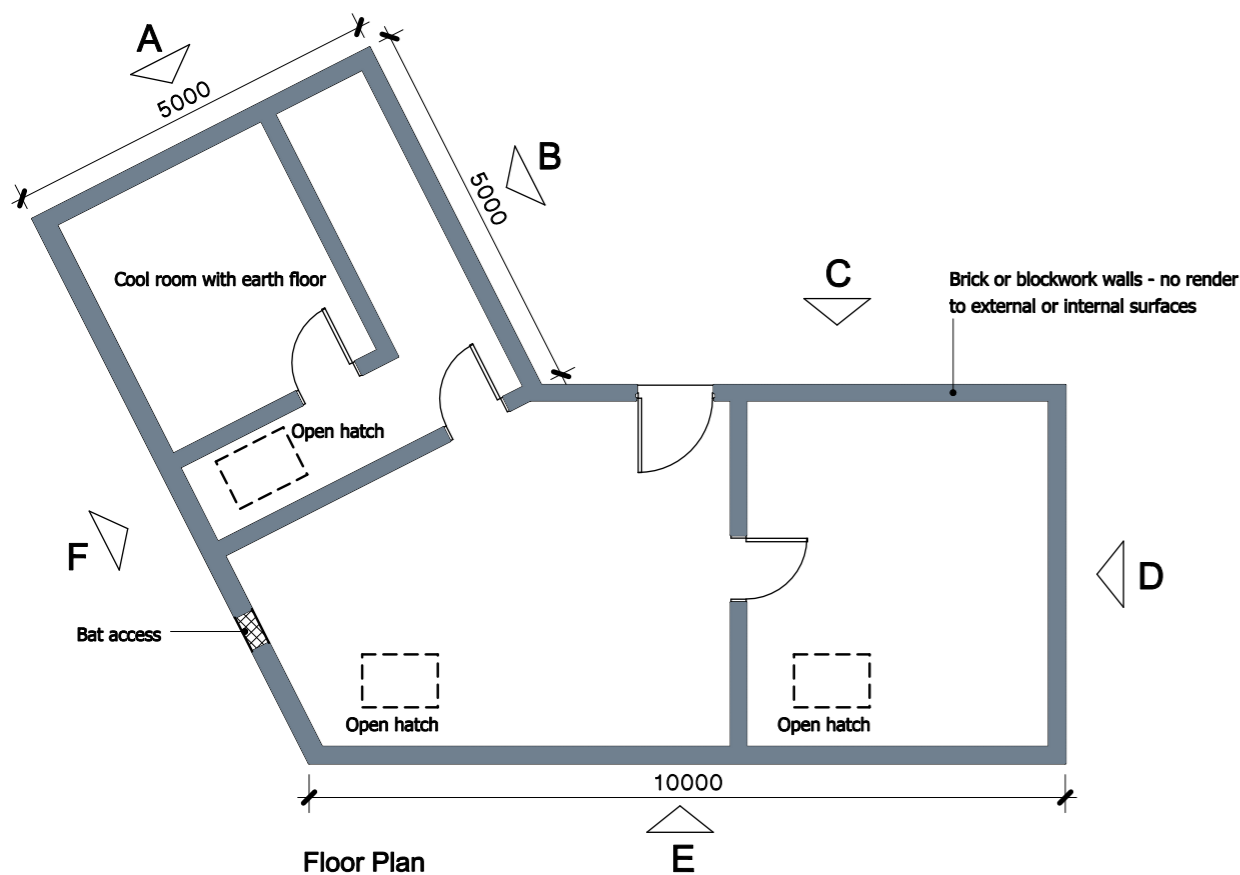 A
5000
B
5000
C
Brick or blockwork walls - no render
to external or internal surfaces
Cool room with earth floor
Open hatch
F
D
Bat access
Open hatch
Open hatch
10000
E
Floor Plan